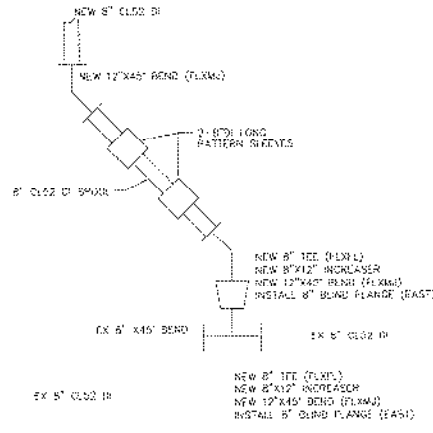 NEW 8" CL52 DI
NEW 12"X45° BEND (FLXMJ)
2-8" DI LONG
PATTERN SLEEVES
8" CL52 DI SPOOL
NEW 8" TEE (FLXFL)
NEW 8"X12" INCREASER
NEW 12"X45° BEND (FLXMJ)
INSTALL 8" BLIND FLANGE (EAST)
EX 8" X45° BEND
EX 8" CL52 DI
EX 8" CL52 DI
NEW 8" TEE (FLXFL)
NEW 8"X12" INCREASER
NEW 12"X45° BEND (FLXMJ)
INSTALL 8" BLIND FLANGE (EAST)